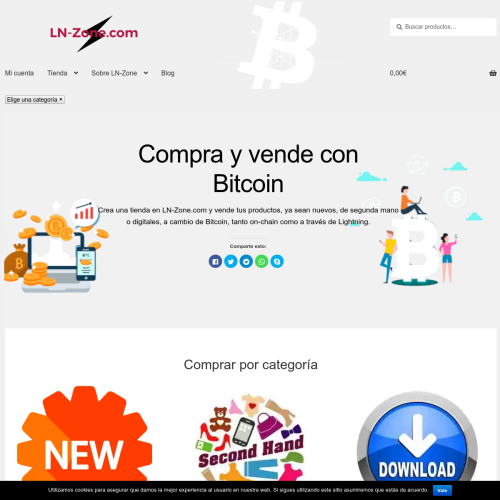 LN-Zone.com
Buscar productos…
Mi cuenta
Tienda
Sobre LN-Zone
Blog
0,00€
Elige una categoría
Compra y vende con
Bitcoin
Crea una tienda en LN-Zone.com y vende tus productos, ya sean nuevos, de segunda mano
o digitales, a cambio de Bitcoin, tanto on-chain como a través de Lightning.
Comparte esto:
Comprar por categoría
NEW
Second Hand
DOWNLOAD
Utilizamos cookies para asegurar que damos la mejor experiencia al usuario en nuestra web. Si sigues utilizando este sitio asumiremos que estás de acuerdo.
Vale